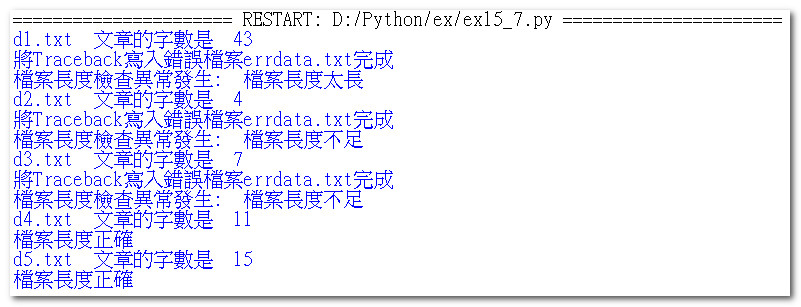 ====================== RESTART: D:/Python/ex/ex15_7.py ======================
d1.txt  文章的字數是  43
將Traceback寫入錯誤檔案errdata.txt完成
檔案長度檢查異常發生:  檔案長度太長
d2.txt  文章的字數是  4
將Traceback寫入錯誤檔案errdata.txt完成
檔案長度檢查異常發生:  檔案長度不足
d3.txt  文章的字數是  7
將Traceback寫入錯誤檔案errdata.txt完成
檔案長度檢查異常發生:  檔案長度不足
d4.txt  文章的字數是  11
檔案長度正確
d5.txt  文章的字數是  15
檔案長度正確